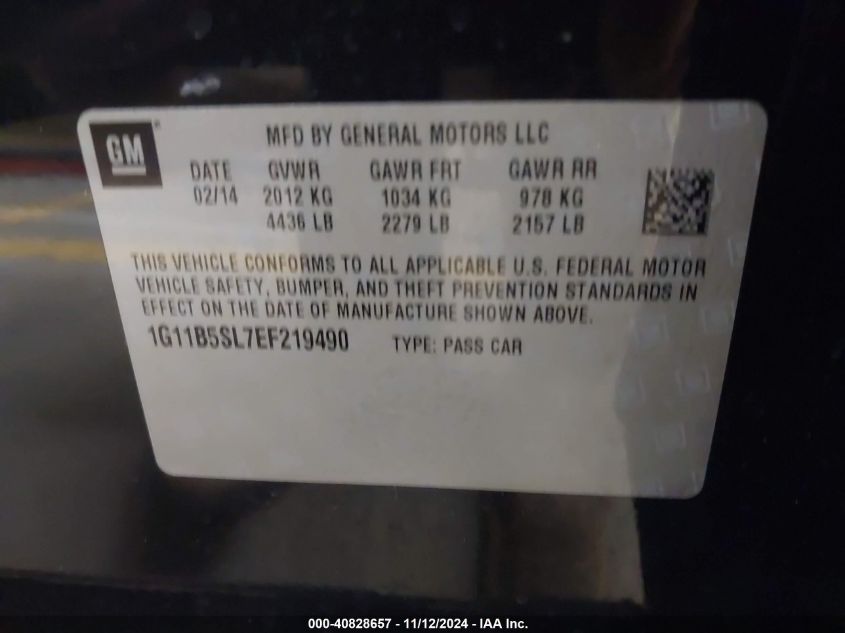 GM®
MFD BY GENERAL MOTORS LLC
DATE GVWR GAWR FRT GAWR RR
02/14 2012 KG 1034 KG 978 KG
4436 LB 2279 LB 2157 LB
THIS VEHICLE CONFORMS TO ALL APPLICABLE U.S. FEDERAL MOTOR
VEHICLE SAFETY, BUMPER, AND THEFT PREVENTION STANDARDS IN
EFFECT ON THE DATE OF MANUFACTURE SHOWN ABOVE.
1G11B5SL7EF219490 TYPE: PASS CAR
000-40828657 - 11/12/2024 - IAA Inc.